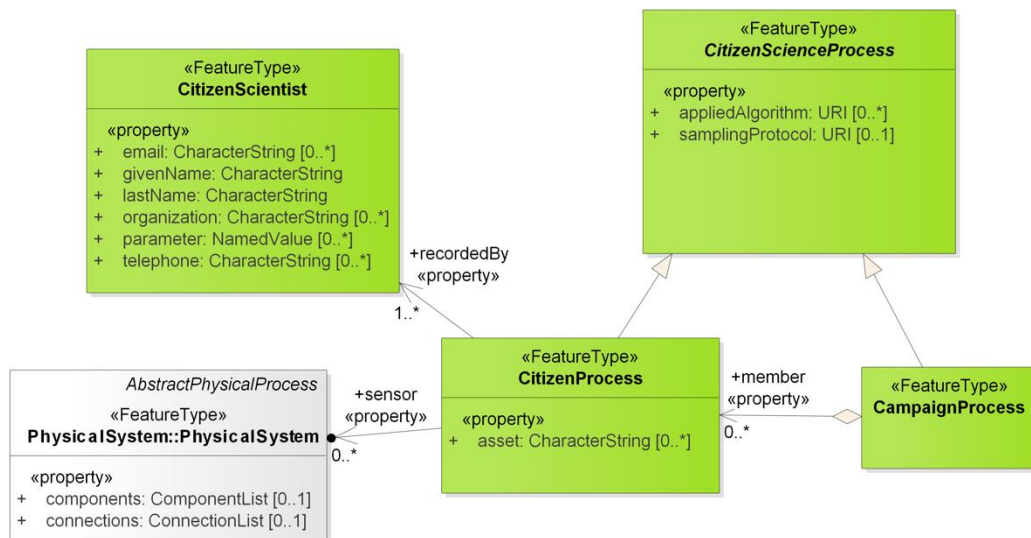 «FeatureType»
CitizenScientist
«property»
+ email: CharacterString [0..*]
+ givenName: CharacterString
+ lastName: CharacterString
+ organization: CharacterString [0..*]
+ parameter: NamedValue [0..*]
+ telephone: CharacterString [0..*]
«FeatureType»
CitizenScienceProcess
«property»
+ appliedAlgorithm: URI [0..*]
+ samplingProtocol: URI [0..1]
+recordedBy
«property»
1..*
AbstractPhysicalProcess
«FeatureType»
PhysicalSystem::PhysicalSystem
«property»
+ components: ComponentList [0..1]
+ connections: ConnectionList [0..1]
+sensor
«property»
0..*
«FeatureType»
CitizenProcess
«property»
+ asset: CharacterString [0..*]
+member
«property»
0..*
«FeatureType»
CampaignProcess